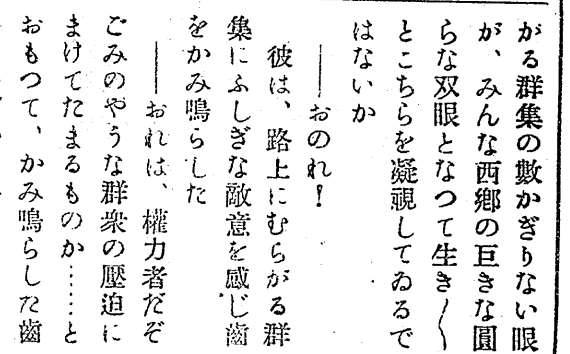 がる群集の數かぎりない眼
が、みんな西郷の巨きな圓
らな双眼となつて生き〱
とこちらを凝視してゐるで
はないか
――おのれ！
彼は、路上にむらがる群
集にふしぎな敵意を感じ齒
をかみ鳴らした
――おれは、權力者だぞ
ごみのやうな群衆の壓迫に
まけてたまるものか……と
おもつて、かみ鳴らした齒